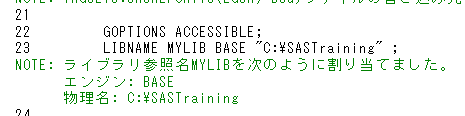 21
22 GOPTIONS ACCESSIBLE;
23 LIBNAME MYLIB BASE "C:¥SASTraining" ;
NOTE: ライブラリ参照名MYLIBを次のように割り当てました。
エンジン: BASE
物理名: C:¥SASTraining
24